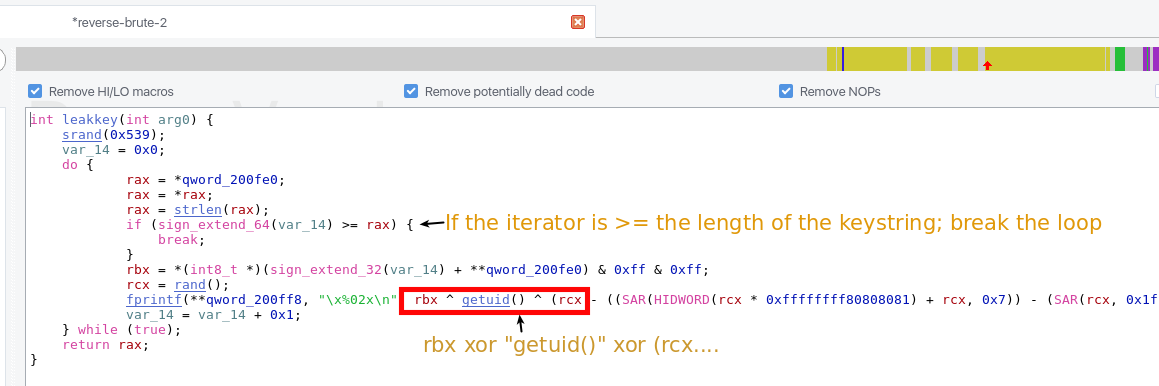 *reverse-brute-2
Remove HI/LO macros Remove potentially dead code Remove NOPs
int leakkey(int arg0) {
srand(0x539);
var_14 = 0x0;
do {
rax = *qword_200fe0;
rax = *rax;
rax = strlen(rax);
if (sign_extend_64(var_14) >= rax) { If the iterator is >= the length of the keystring; break the loop
break;
}
rbx = *(int8_t *)(sign_extend_32(var_14) + **qword_200fe0) & 0xff & 0xff;
rcx = rand();
fprintf(**qword_200ff8, "\x%02x\n" rbx ^ getuid() ^ (rcx - ((SAR(HIDWORD(rcx * 0xffffffff80808081) + rcx, 0x7)) - (SAR(rcx, 0x1f
var_14 = var_14 + 0x1;
} while (true);
return rax;
rbx xor "getuid()" xor (rcx....
}